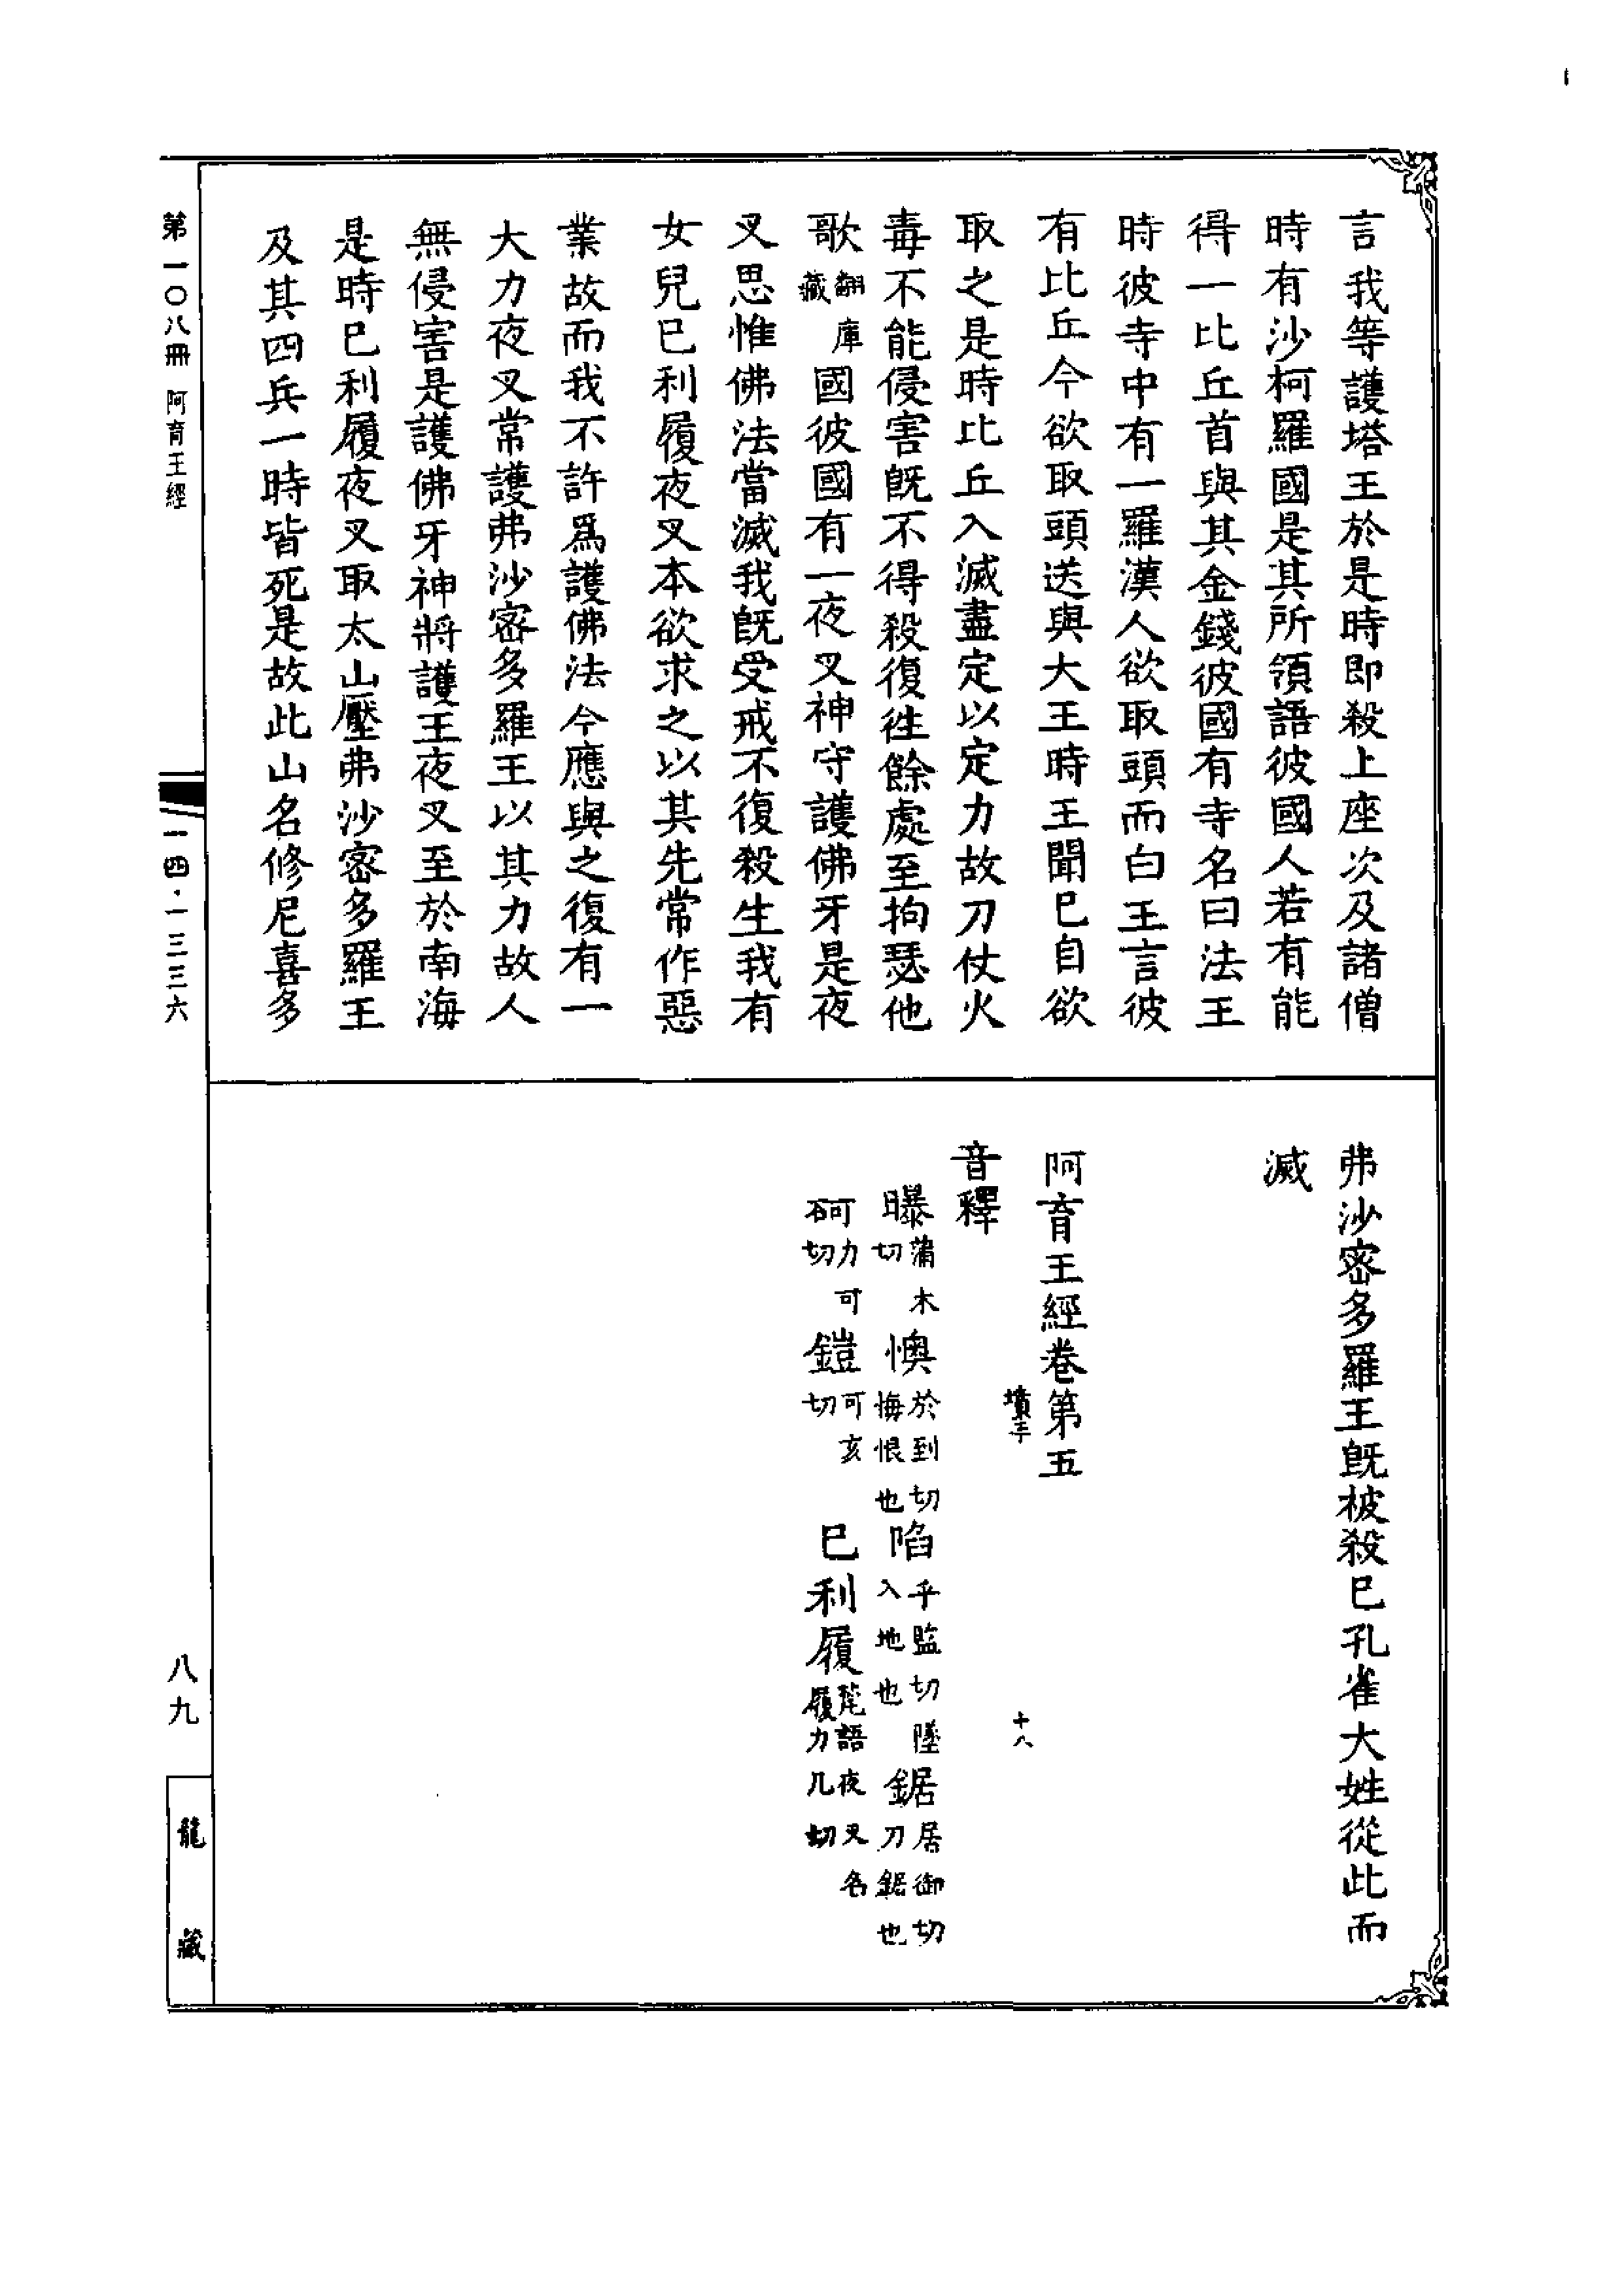 言我等護塔王於是時即殺上座次及諸僧
時有沙柯羅國是其所領語彼國人若有能
得一比丘首與其金錢彼國有寺名曰法王
時彼寺中有一羅漢人欲取頭而白王言彼
有比丘今欲取頭送與大王時王聞已自欲
取之是時比丘入滅盡定以定力故刀仗火
毒不能侵害既不得殺復往餘處至拘瑟他
歌翻庫藏國彼國有一夜叉神守護佛牙是夜
叉思惟佛法當滅我既受戒不復殺生我有
女兒已利履夜叉本欲求之以其先常作惡
業故而我不許為護佛法今應與之復有一
大力夜叉常護弗沙密多羅王以其力故人
無侵害是護佛牙神將護王夜叉至於南海
是時已利履夜叉取太山壓弗沙密多羅王
及其四兵一時皆死是故此山名修尼喜多
弗沙密多羅王既被殺已孔雀大姓從此而
滅
阿育王經卷第五
墳三 十八
音釋
曝蒲木切 懊於到切悔恨也 陷乎監切墜入地也 鋸居御切刀鋸也
砢力可切 鎧可亥切 已利履梵語夜叉名履力几切
第一〇八冊 阿育王經
一四·一三三六
八九
龍藏